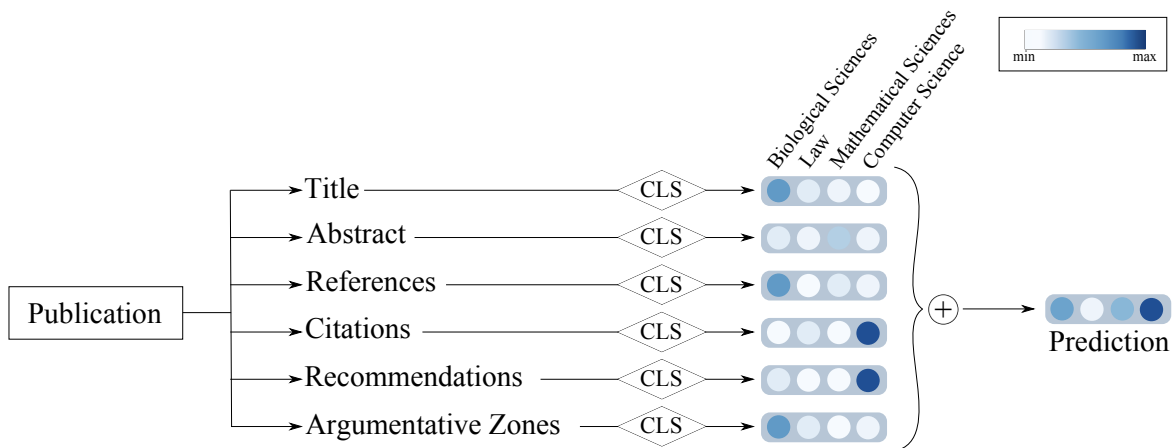 min max
Biological Sciences
Law
Mathematical Sciences
Computer Science
Title CLS
Abstract CLS
References CLS
Publication
Citations CLS
+
Prediction
Recommendations CLS
Argumentative Zones CLS